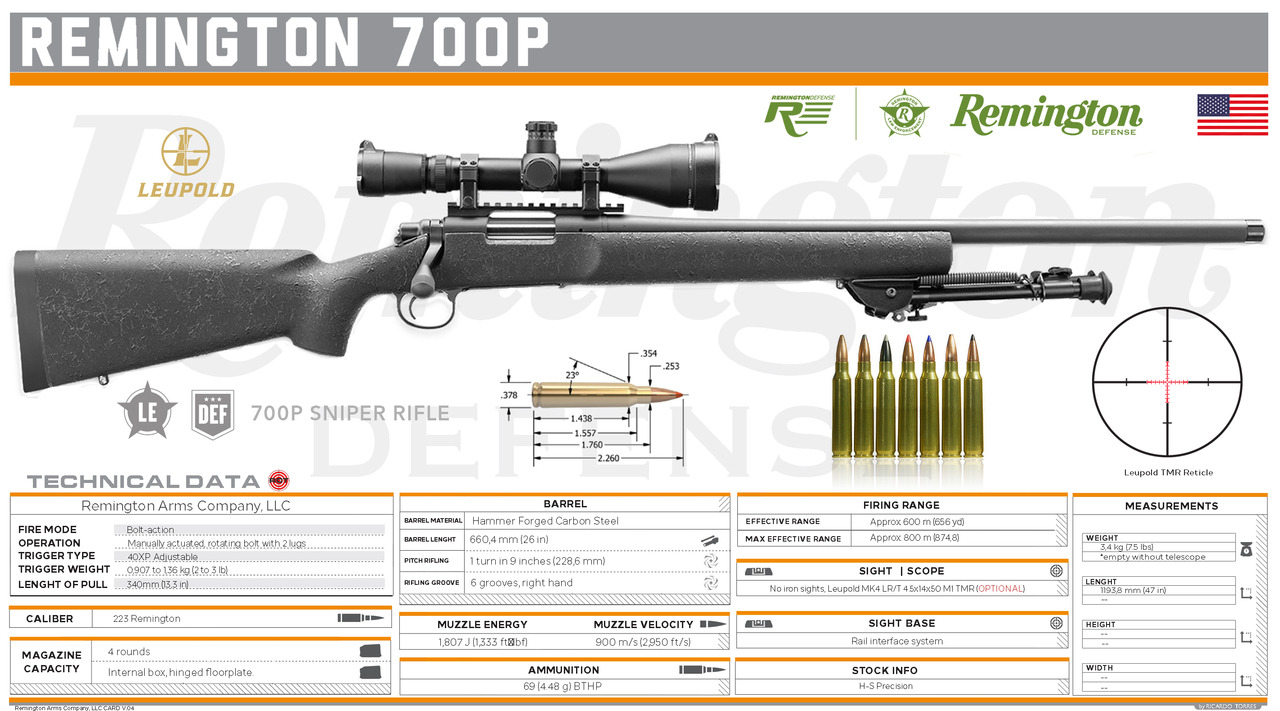 REMINGTON 700P
LEUPOLD
REMINGTONDEFENSE
R
REMINGTON
R
LAW ENFORCEMENT
Remington
DEFENSE
Remington
DEFENSE
LE
DEF
700P SNIPER RIFLE
.354
.253
23°
.378
1.438
1.557
1.760
2.260
Leupold TMR Reticle
TECHNICAL DATA
Remington Arms Company, LLC
FIRE MODE Bolt-action
OPERATION Manually actuated, rotating bolt with 2 lugs
TRIGGER TYPE 40XP Adjustable
TRIGGER WEIGHT 0,907 to 1,36 kg (2 to 3 lb)
LENGHT OF PULL 340mm (13,3 in)
CALIBER 223 Remington
MAGAZINE CAPACITY
4 rounds
Internal box, hinged floorplate.
BARREL
BARREL MATERIAL Hammer Forged Carbon Steel
BARREL LENGHT 660,4 mm (26 in)
PITCH RIFLING 1 turn in 9 inches (228,6 mm)
RIFLING GROOVE 6 grooves, right hand
MUZZLE ENERGY MUZZLE VELOCITY
1,807 J (1,333 ft lbf) 900 m/s (2,950 ft/s)
AMMUNITION
69 (4.48 g) BTHP
FIRING RANGE
EFFECTIVE RANGE Approx 600 m (656 yd)
MAX EFFECTIVE RANGE Approx 800 m (874,8)
SIGHT | SCOPE
No iron sights, Leupold MK4 LR/T 4.5x14x50 M1 TMR (OPTIONAL)
SIGHT BASE
Rail interface system
STOCK INFO
H-S Precision
MEASUREMENTS
WEIGHT
3,4 kg (7.5 lbs)
*empty without telescope
LENGHT
1193,8 mm (47 in)
--
HEIGHT
--
--
WIDTH
--
--
Remington Arms Company, LLC CARD V.04
by RICARDO TORRES